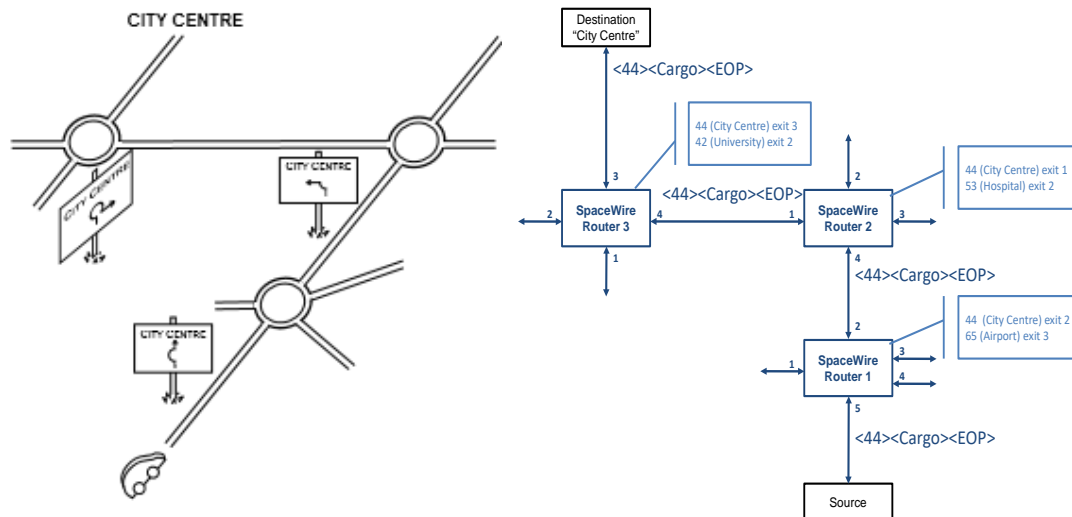 CITY CENTRE
CITY CENTRE
CITY CENTRE
CITY CENTRE
Destination
“City Centre”
<44><Cargo><EOP>
44 (City Centre) exit 3
42 (University) exit 2
3
2
SpaceWire
Router 3
4
1
<44><Cargo><EOP>
44 (City Centre) exit 1
53 (Hospital) exit 2
2
1
SpaceWire
Router 2
3
4
<44><Cargo><EOP>
44  (City Centre) exit 2
65 (Airport) exit 3
2
1
SpaceWire
Router 1
3
4
5
<44><Cargo><EOP>
Source